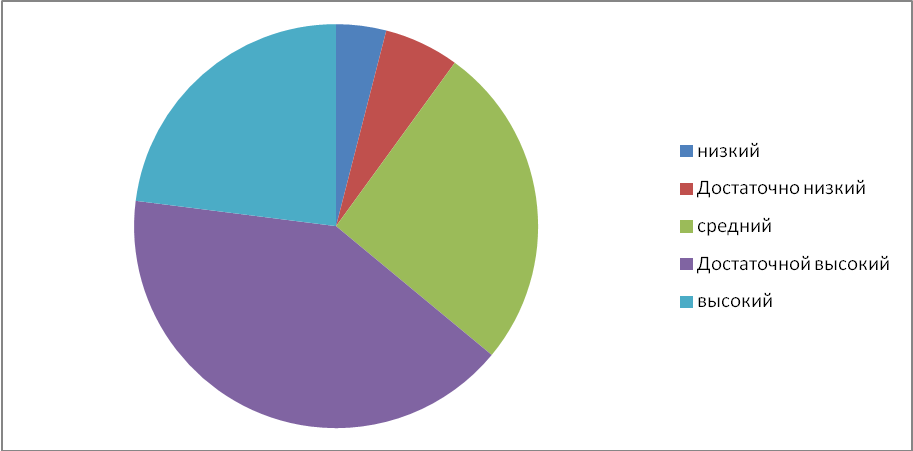 низкий
Достаточно низкий
средний
Достаточной высокий
высокий